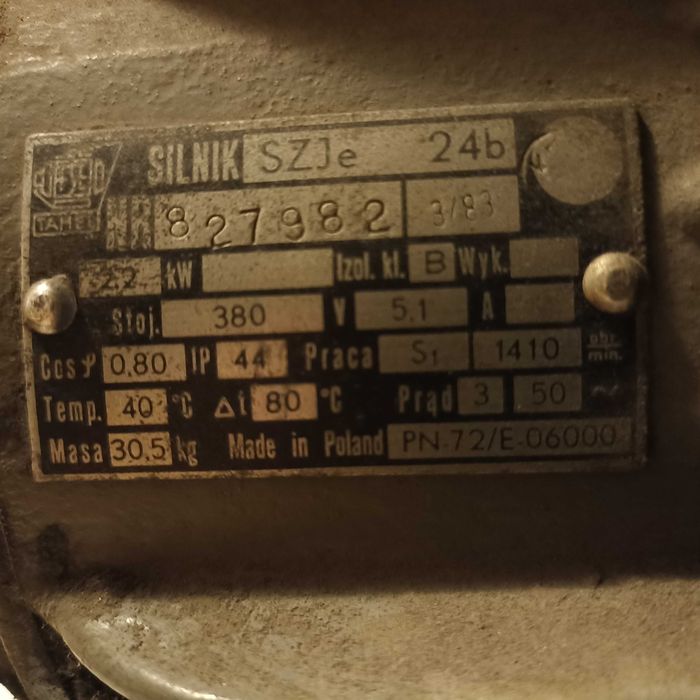 TAMEL
SILNIK SZJe 24b
NR 827982 3/83
2,2 kW Izol. kl. B Wyk.
Stoj. 380 V 5,1 A
Cos φ 0,80 IP 44 Praca S1 1410 obr/min.
Temp. 40 °C Δt 80 °C Prąd 3 50 ~
Masa 30,5 kg Made in Poland PN-72/E-06000